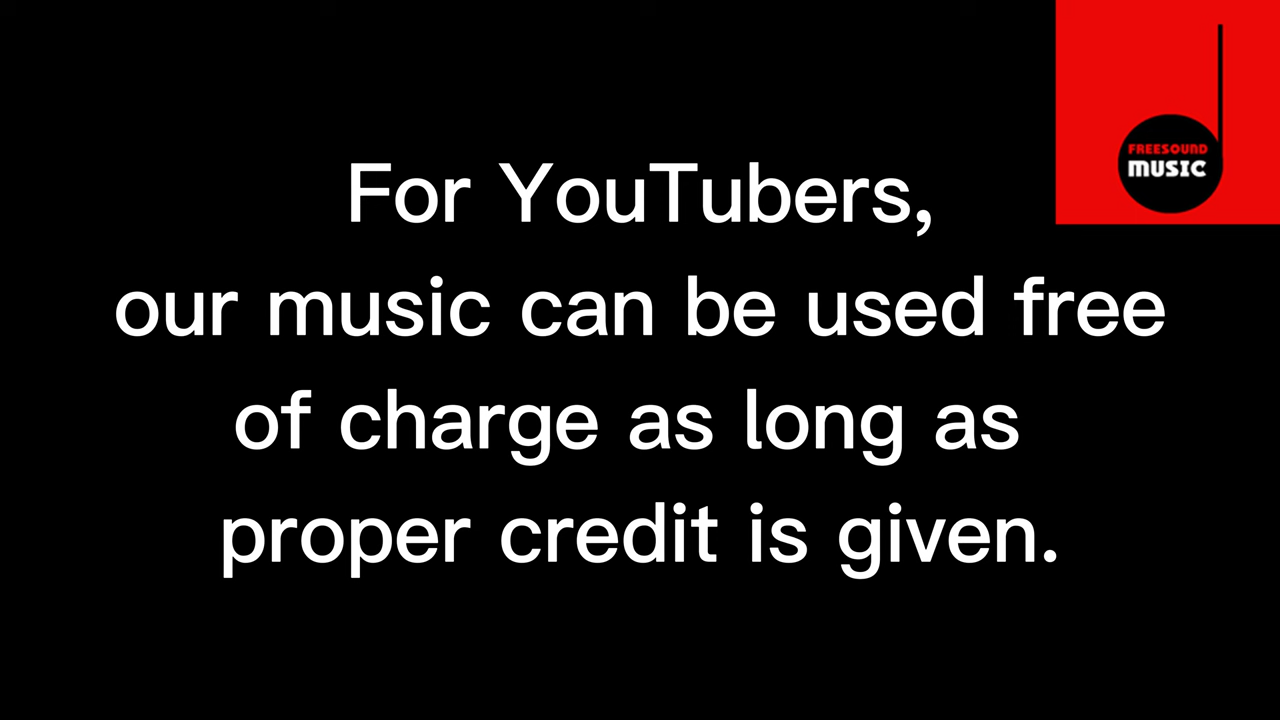 FREESOUND
MUSIC
For YouTubers,
our music can be used free
of charge as long as
proper credit is given.